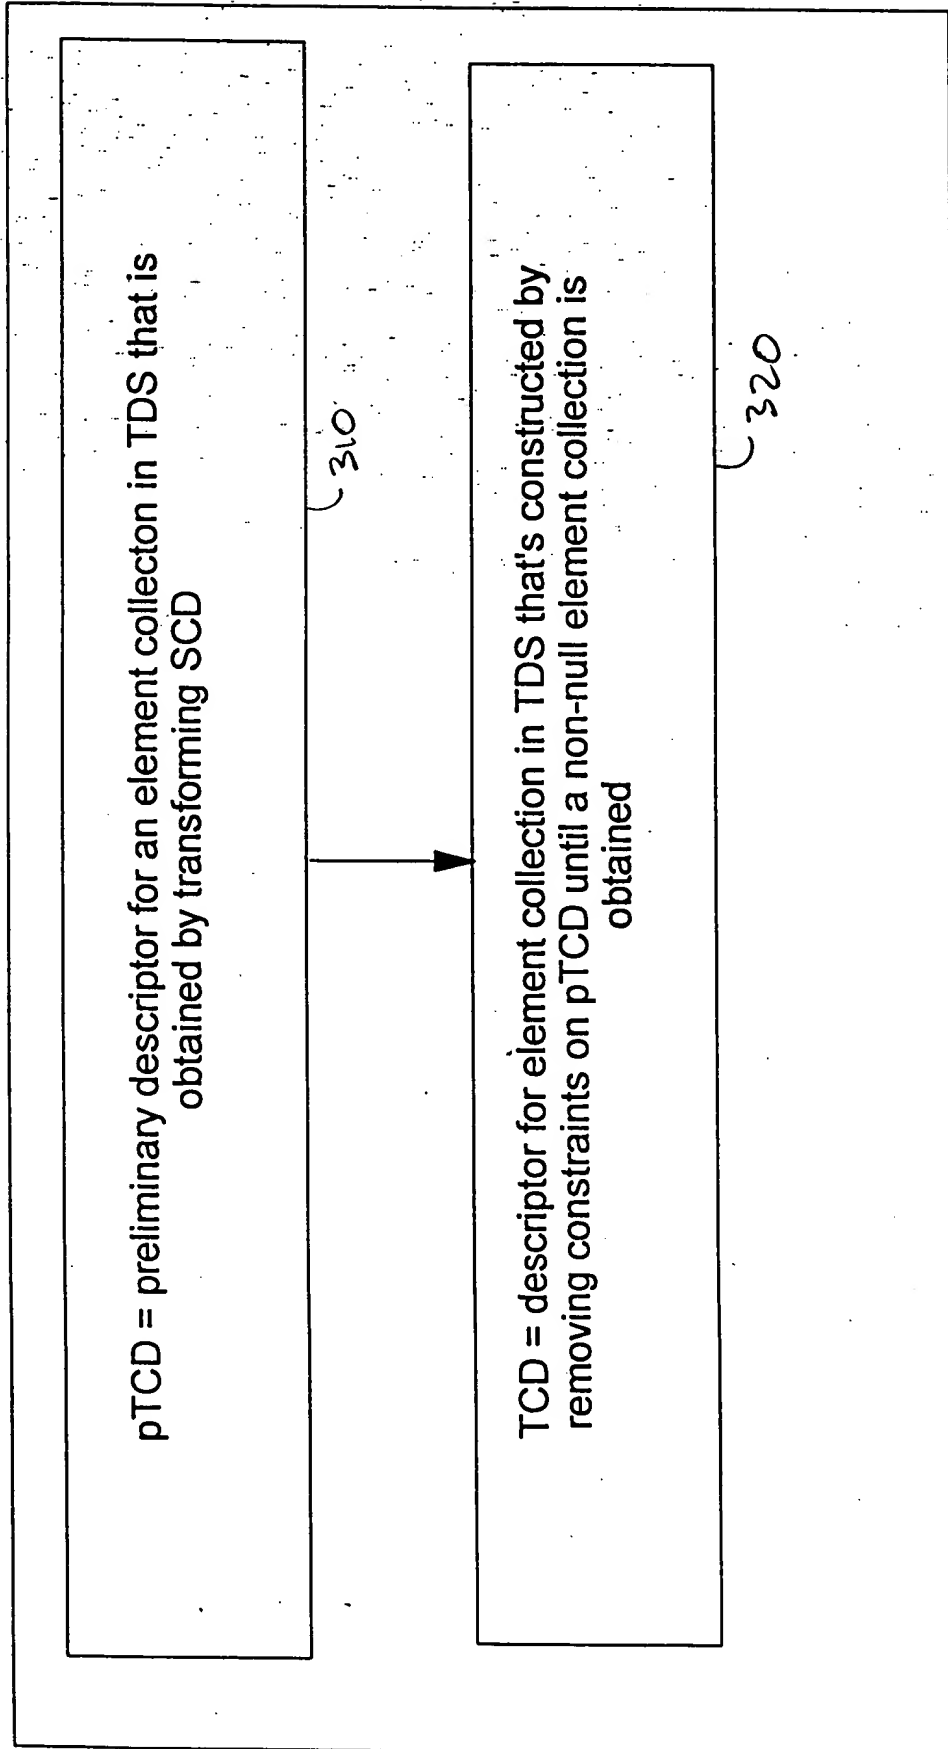 pTCD = preliminary descriptor for an element collecton in TDS that is
obtained by transforming SCD
310
TCD = descriptor for element collection in TDS that's constructed by
removing constraints on pTCD until a non-null element collection is
obtained
320